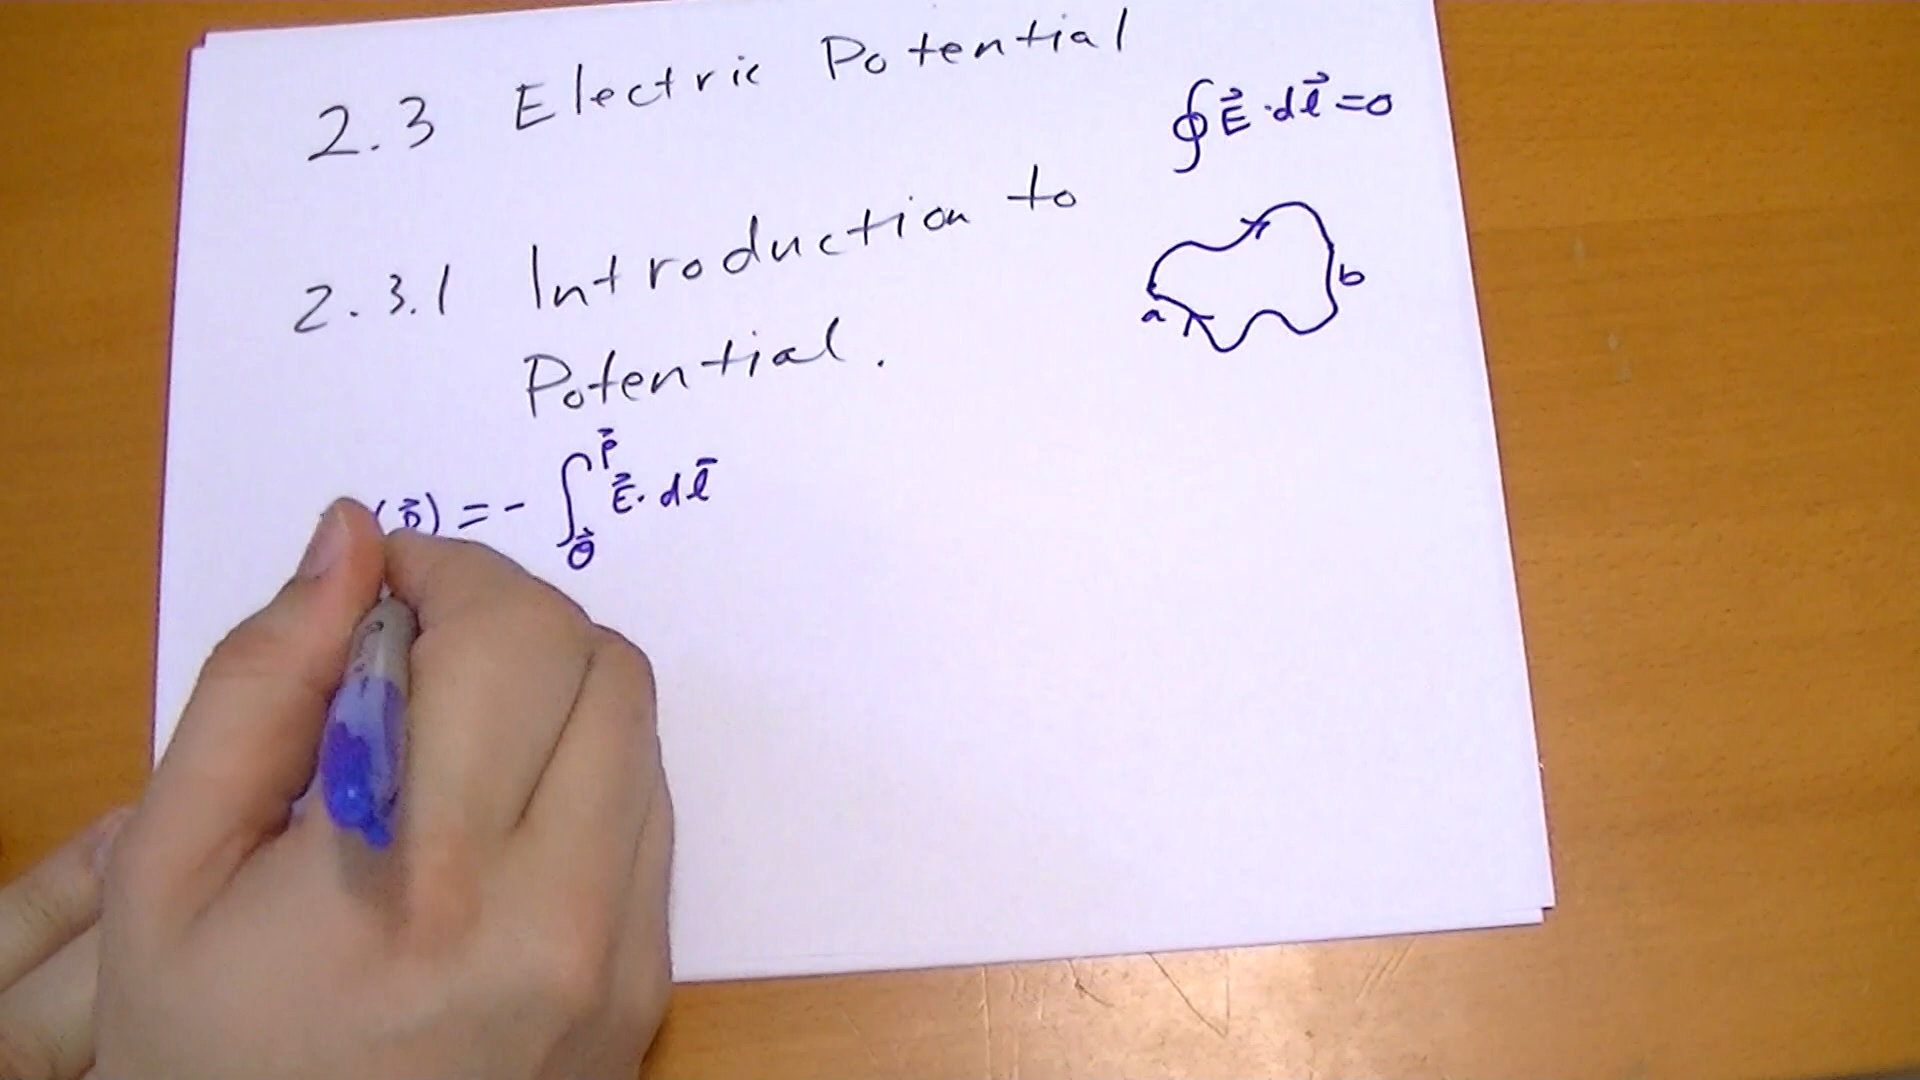 2.3 Electric Potential
∮E⃗·dl⃗=0
2.3.1 Introduction to
Potential.
a
b
(p⃗) = - ∫_O⃗^p⃗ E⃗·dl⃗